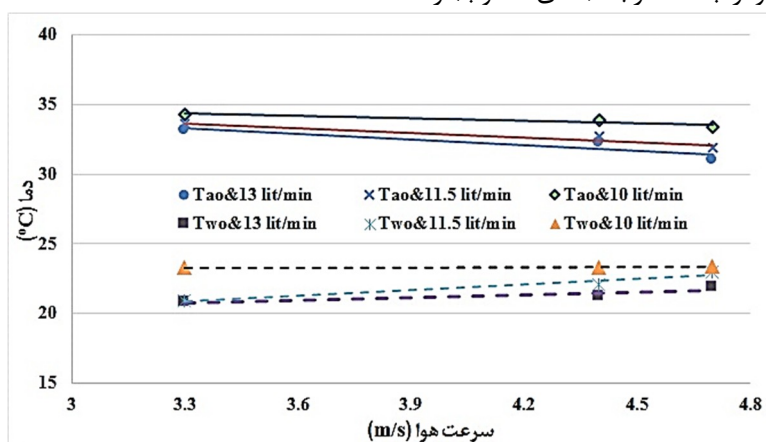 40
35
30
25
20
15
دما (°C)
Tao&13 lit/min Tao&11.5 lit/min Tao&10 lit/min
Two&13 lit/min Two&11.5 lit/min Two&10 lit/min
3 3.3 3.6 3.9 4.2 4.5 4.8
سرعت هوا (m/s)